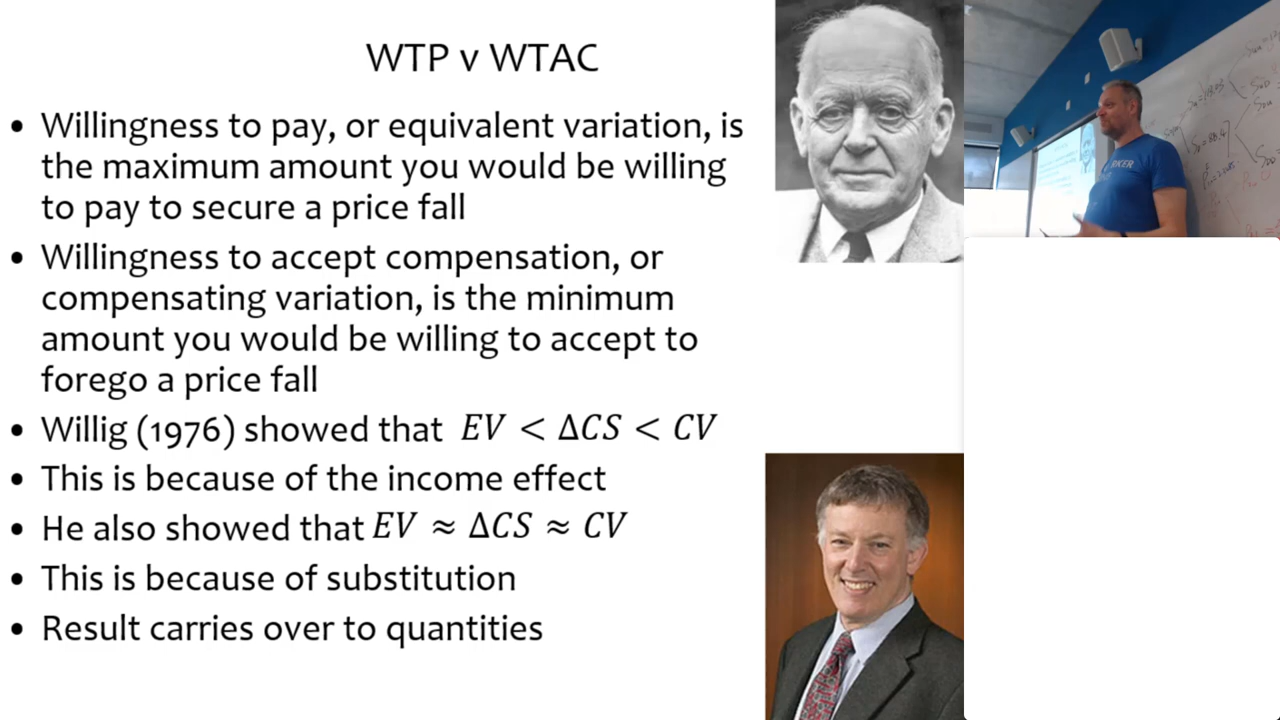 WTP v WTAC
• Willingness to pay, or equivalent variation, is
the maximum amount you would be willing
to pay to secure a price fall
• Willingness to accept compensation, or
compensating variation, is the minimum
amount you would be willing to accept to
forego a price fall
• Willig (1976) showed that EV < ΔCS < CV
• This is because of the income effect
• He also showed that EV ≈ ΔCS ≈ CV
• This is because of substitution
• Result carries over to quantities
RKER